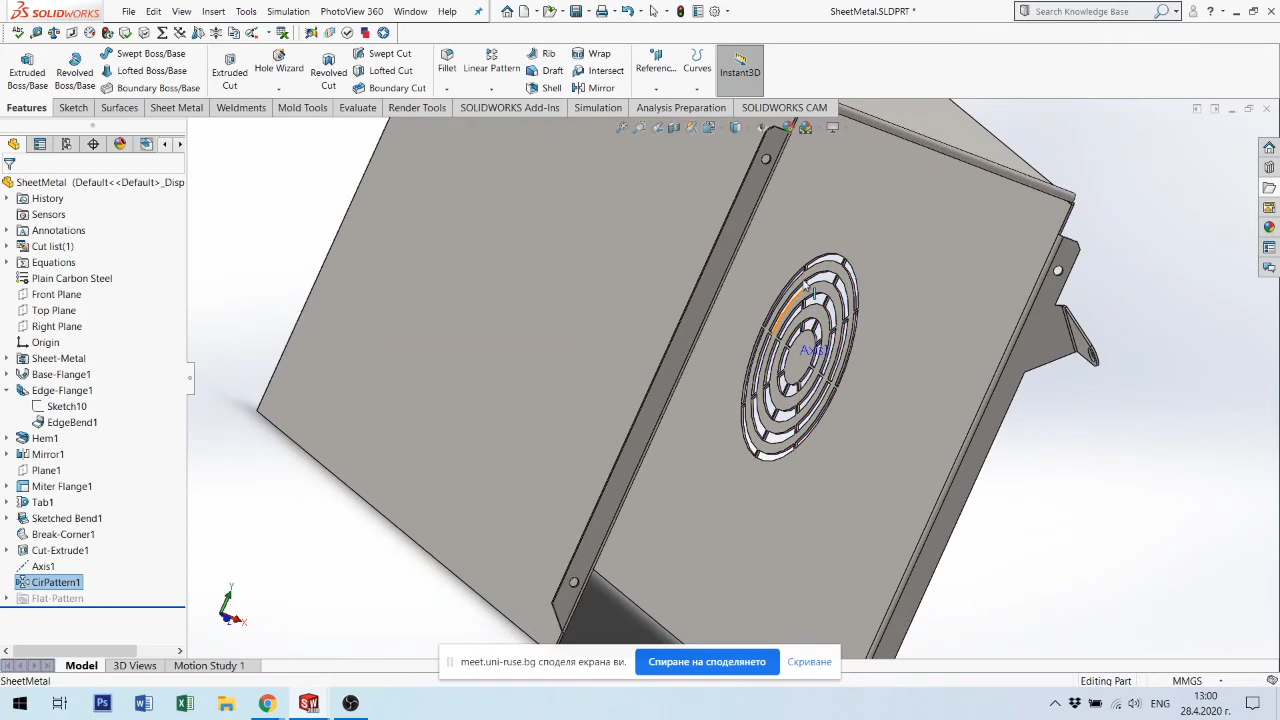 SOLIDWORKS File Edit View Insert Tools Simulation PhotoView 360 Window Help SheetMetal.SLDPRT * Search Knowledge Base
Extruded Boss/Base
Revolved Boss/Base
Swept Boss/Base
Lofted Boss/Base
Boundary Boss/Base
Extruded Cut
Hole Wizard
Revolved Cut
Swept Cut
Lofted Cut
Boundary Cut
Fillet
Linear Pattern
Rib
Draft
Shell
Wrap
Intersect
Mirror
Referenc...
Curves
Instant3D
Features Sketch Surfaces Sheet Metal Weldments Mold Tools Evaluate Render Tools SOLIDWORKS Add-Ins Simulation Analysis Preparation SOLIDWORKS CAM
SheetMetal (Default<<Default>_Disp
History
Sensors
Annotations
Cut list(1)
Equations
Plain Carbon Steel
Front Plane
Top Plane
Right Plane
Origin
Sheet-Metal
Base-Flange1
Edge-Flange1
Sketch10
EdgeBend1
Hem1
Mirror1
Plane1
Miter Flange1
Tab1
Sketched Bend1
Break-Corner1
Cut-Extrude1
Axis1
CirPattern1
Flat-Pattern
Axis1
Y
X
Z
meet.uni-ruse.bg споделя екрана ви. Спиране на споделянето Скриване
Model 3D Views Motion Study 1
SheetMetal Editing Part MMGS
ENG 13:00
28.4.2020 г.